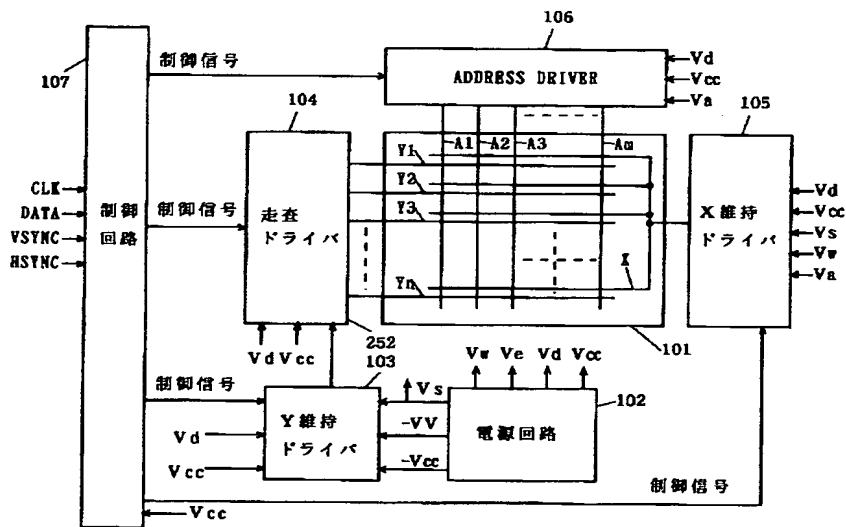 106
制御信号
107
ADDRESS DRIVER
Vd
Vcc
Va
104
105
A1
A2
A3
Am
Y1
Y2
Y3
Yn
X
CLK
DATA
VSYNC
HSYNC
制御
回路
制御信号
走査
ドライバ
X維持
ドライバ
Vd
Vcc
Vs
Vw
Va
252
101
Vd Vcc
103
Vw
Ve
Vd
Vcc
制御信号
Vs
102
Y維持
ドライバ
-VV
電源回路
Vd
Vcc
-Vcc
制御信号
Vcc